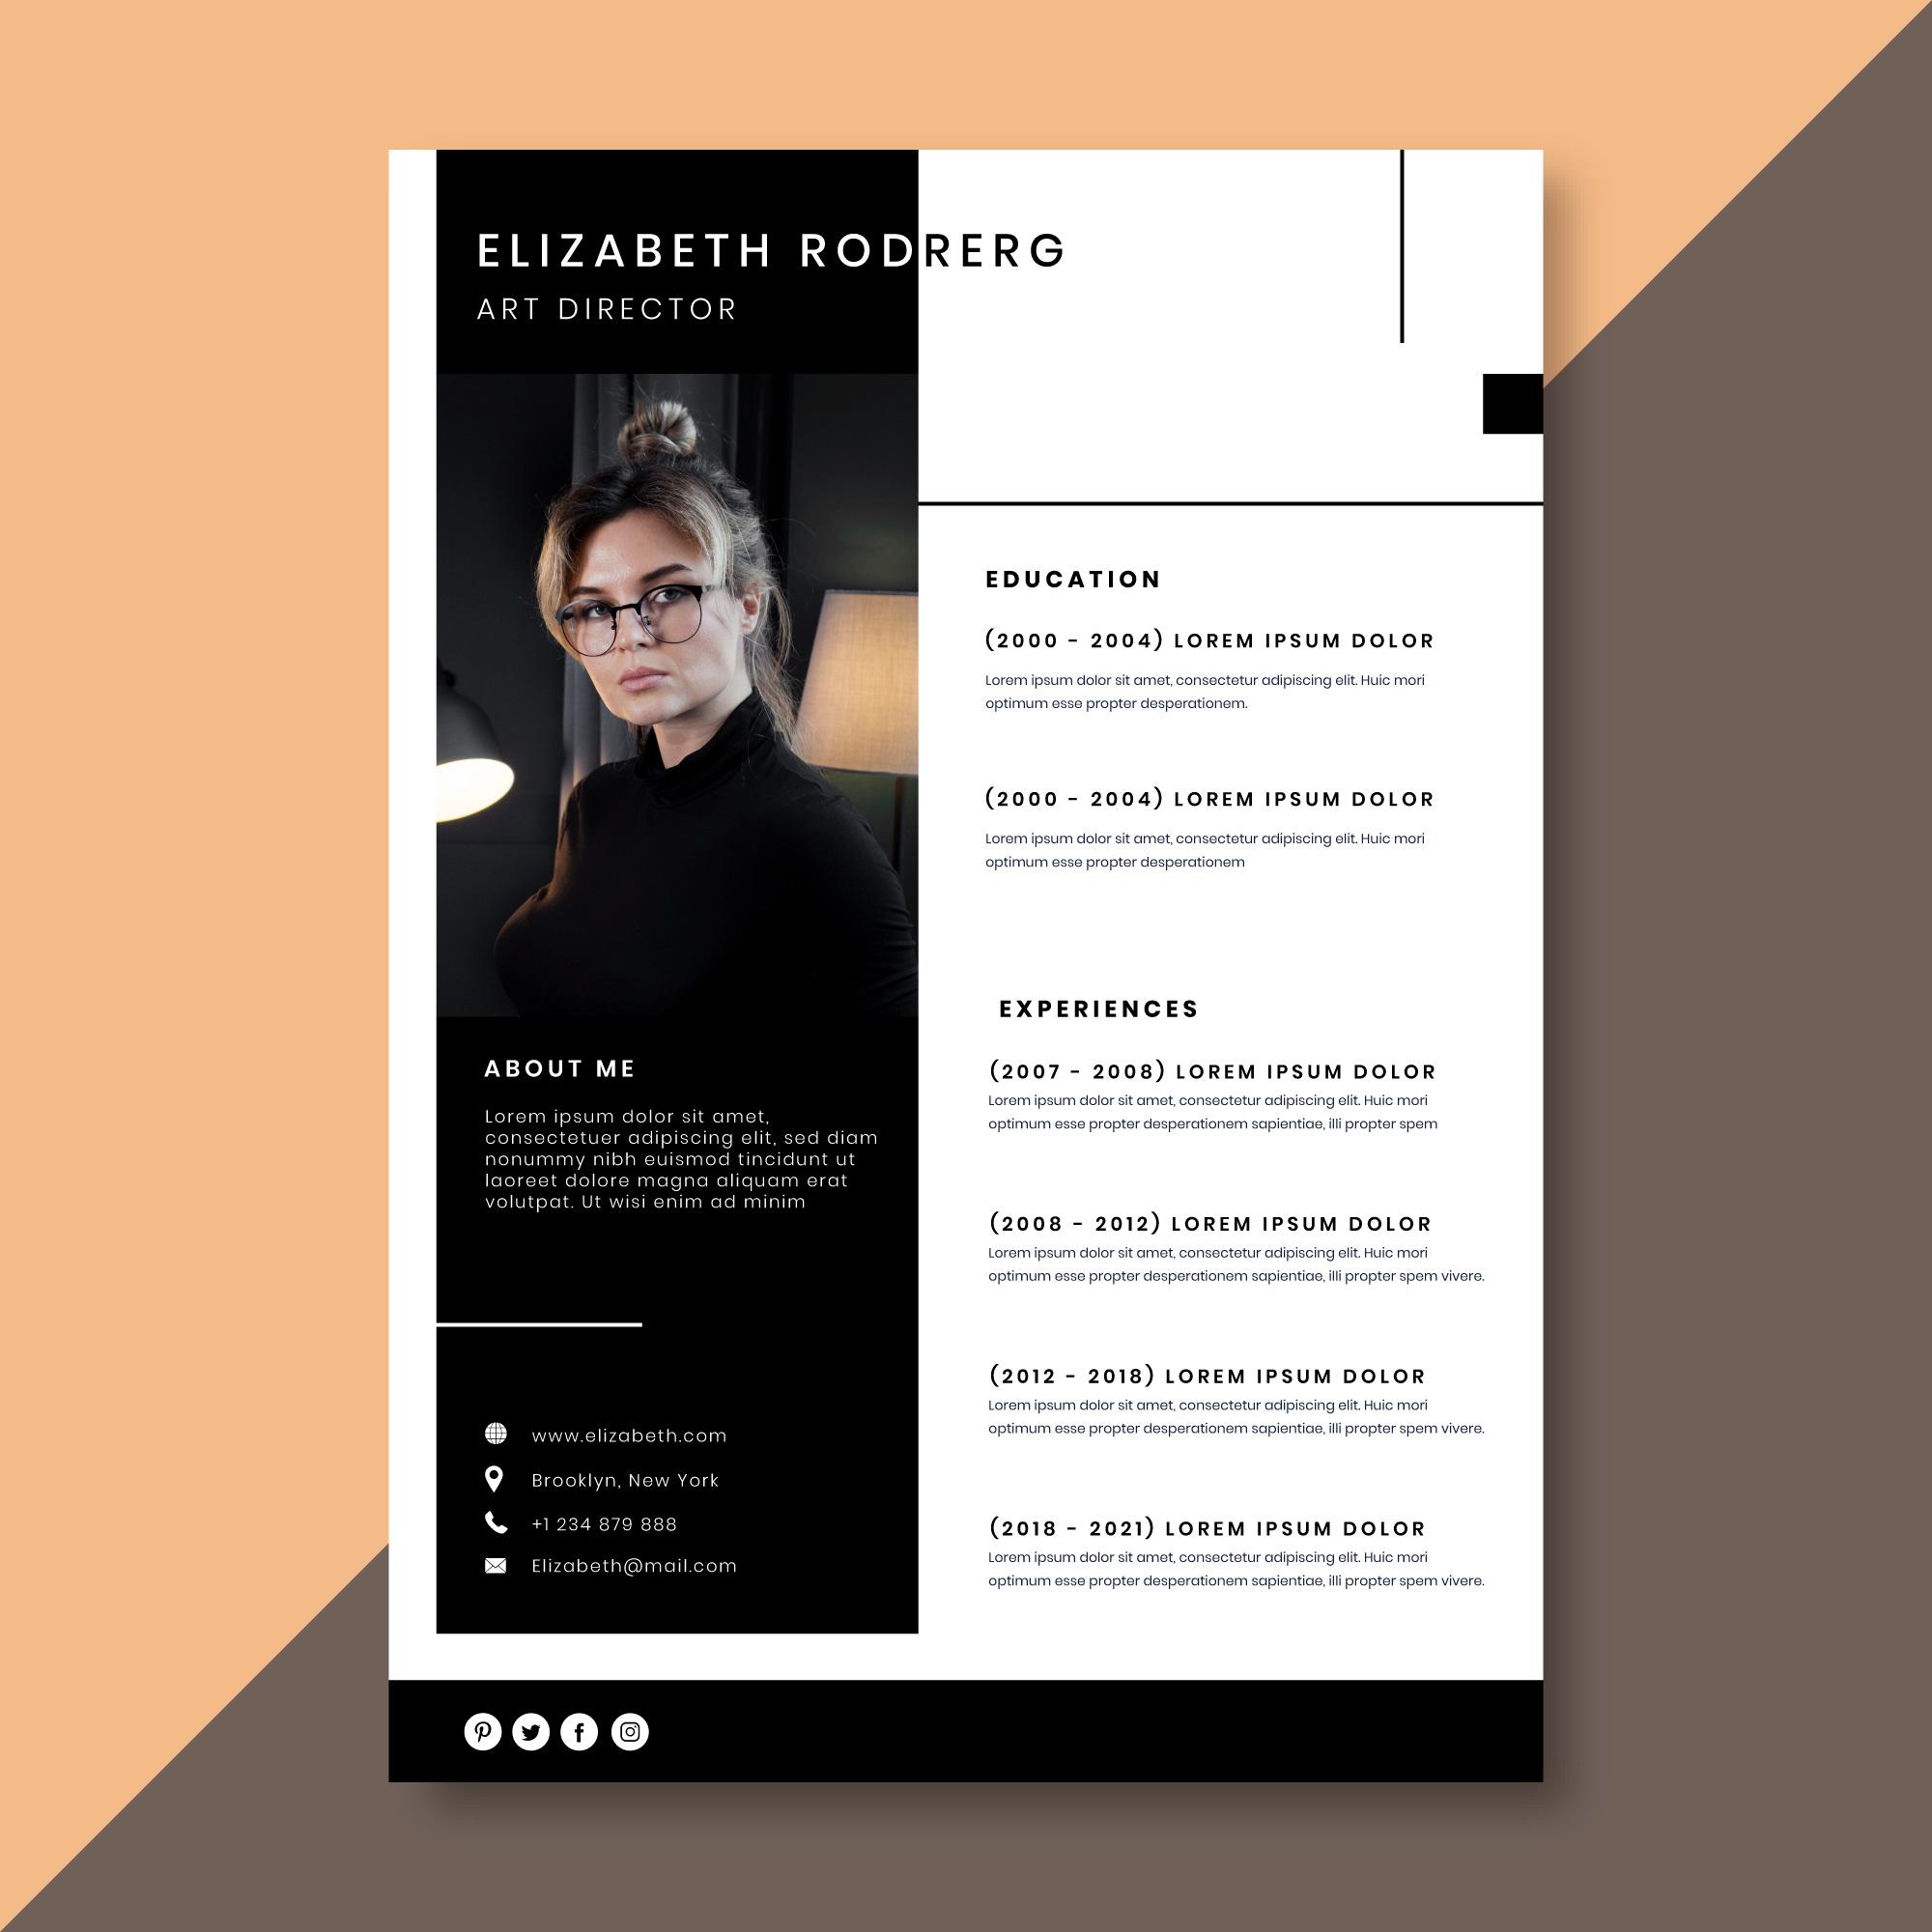 ELIZABETH RODRERG
ART DIRECTOR
ABOUT ME
Lorem ipsum dolor sit amet,
consectetuer adipiscing elit, sed diam
nonummy nibh euismod tincidunt ut
laoreet dolore magna aliquam erat
volutpat. Ut wisi enim ad minim
www.elizabeth.com
Brooklyn, New York
+1 234 879 888
Elizabeth@mail.com
EDUCATION
(2000 - 2004) LOREM IPSUM DOLOR
Lorem ipsum dolor sit amet, consectetur adipiscing elit. Huic mori
optimum esse propter desperationem.
(2000 - 2004) LOREM IPSUM DOLOR
Lorem ipsum dolor sit amet, consectetur adipiscing elit. Huic mori
optimum esse propter desperationem
EXPERIENCES
(2007 - 2008) LOREM IPSUM DOLOR
Lorem ipsum dolor sit amet, consectetur adipiscing elit. Huic mori
optimum esse propter desperationem sapientiae, illi propter spem
(2008 - 2012) LOREM IPSUM DOLOR
Lorem ipsum dolor sit amet, consectetur adipiscing elit. Huic mori
optimum esse propter desperationem sapientiae, illi propter spem vivere.
(2012 - 2018) LOREM IPSUM DOLOR
Lorem ipsum dolor sit amet, consectetur adipiscing elit. Huic mori
optimum esse propter desperationem sapientiae, illi propter spem vivere.
(2018 - 2021) LOREM IPSUM DOLOR
Lorem ipsum dolor sit amet, consectetur adipiscing elit. Huic mori
optimum esse propter desperationem sapientiae, illi propter spem vivere.